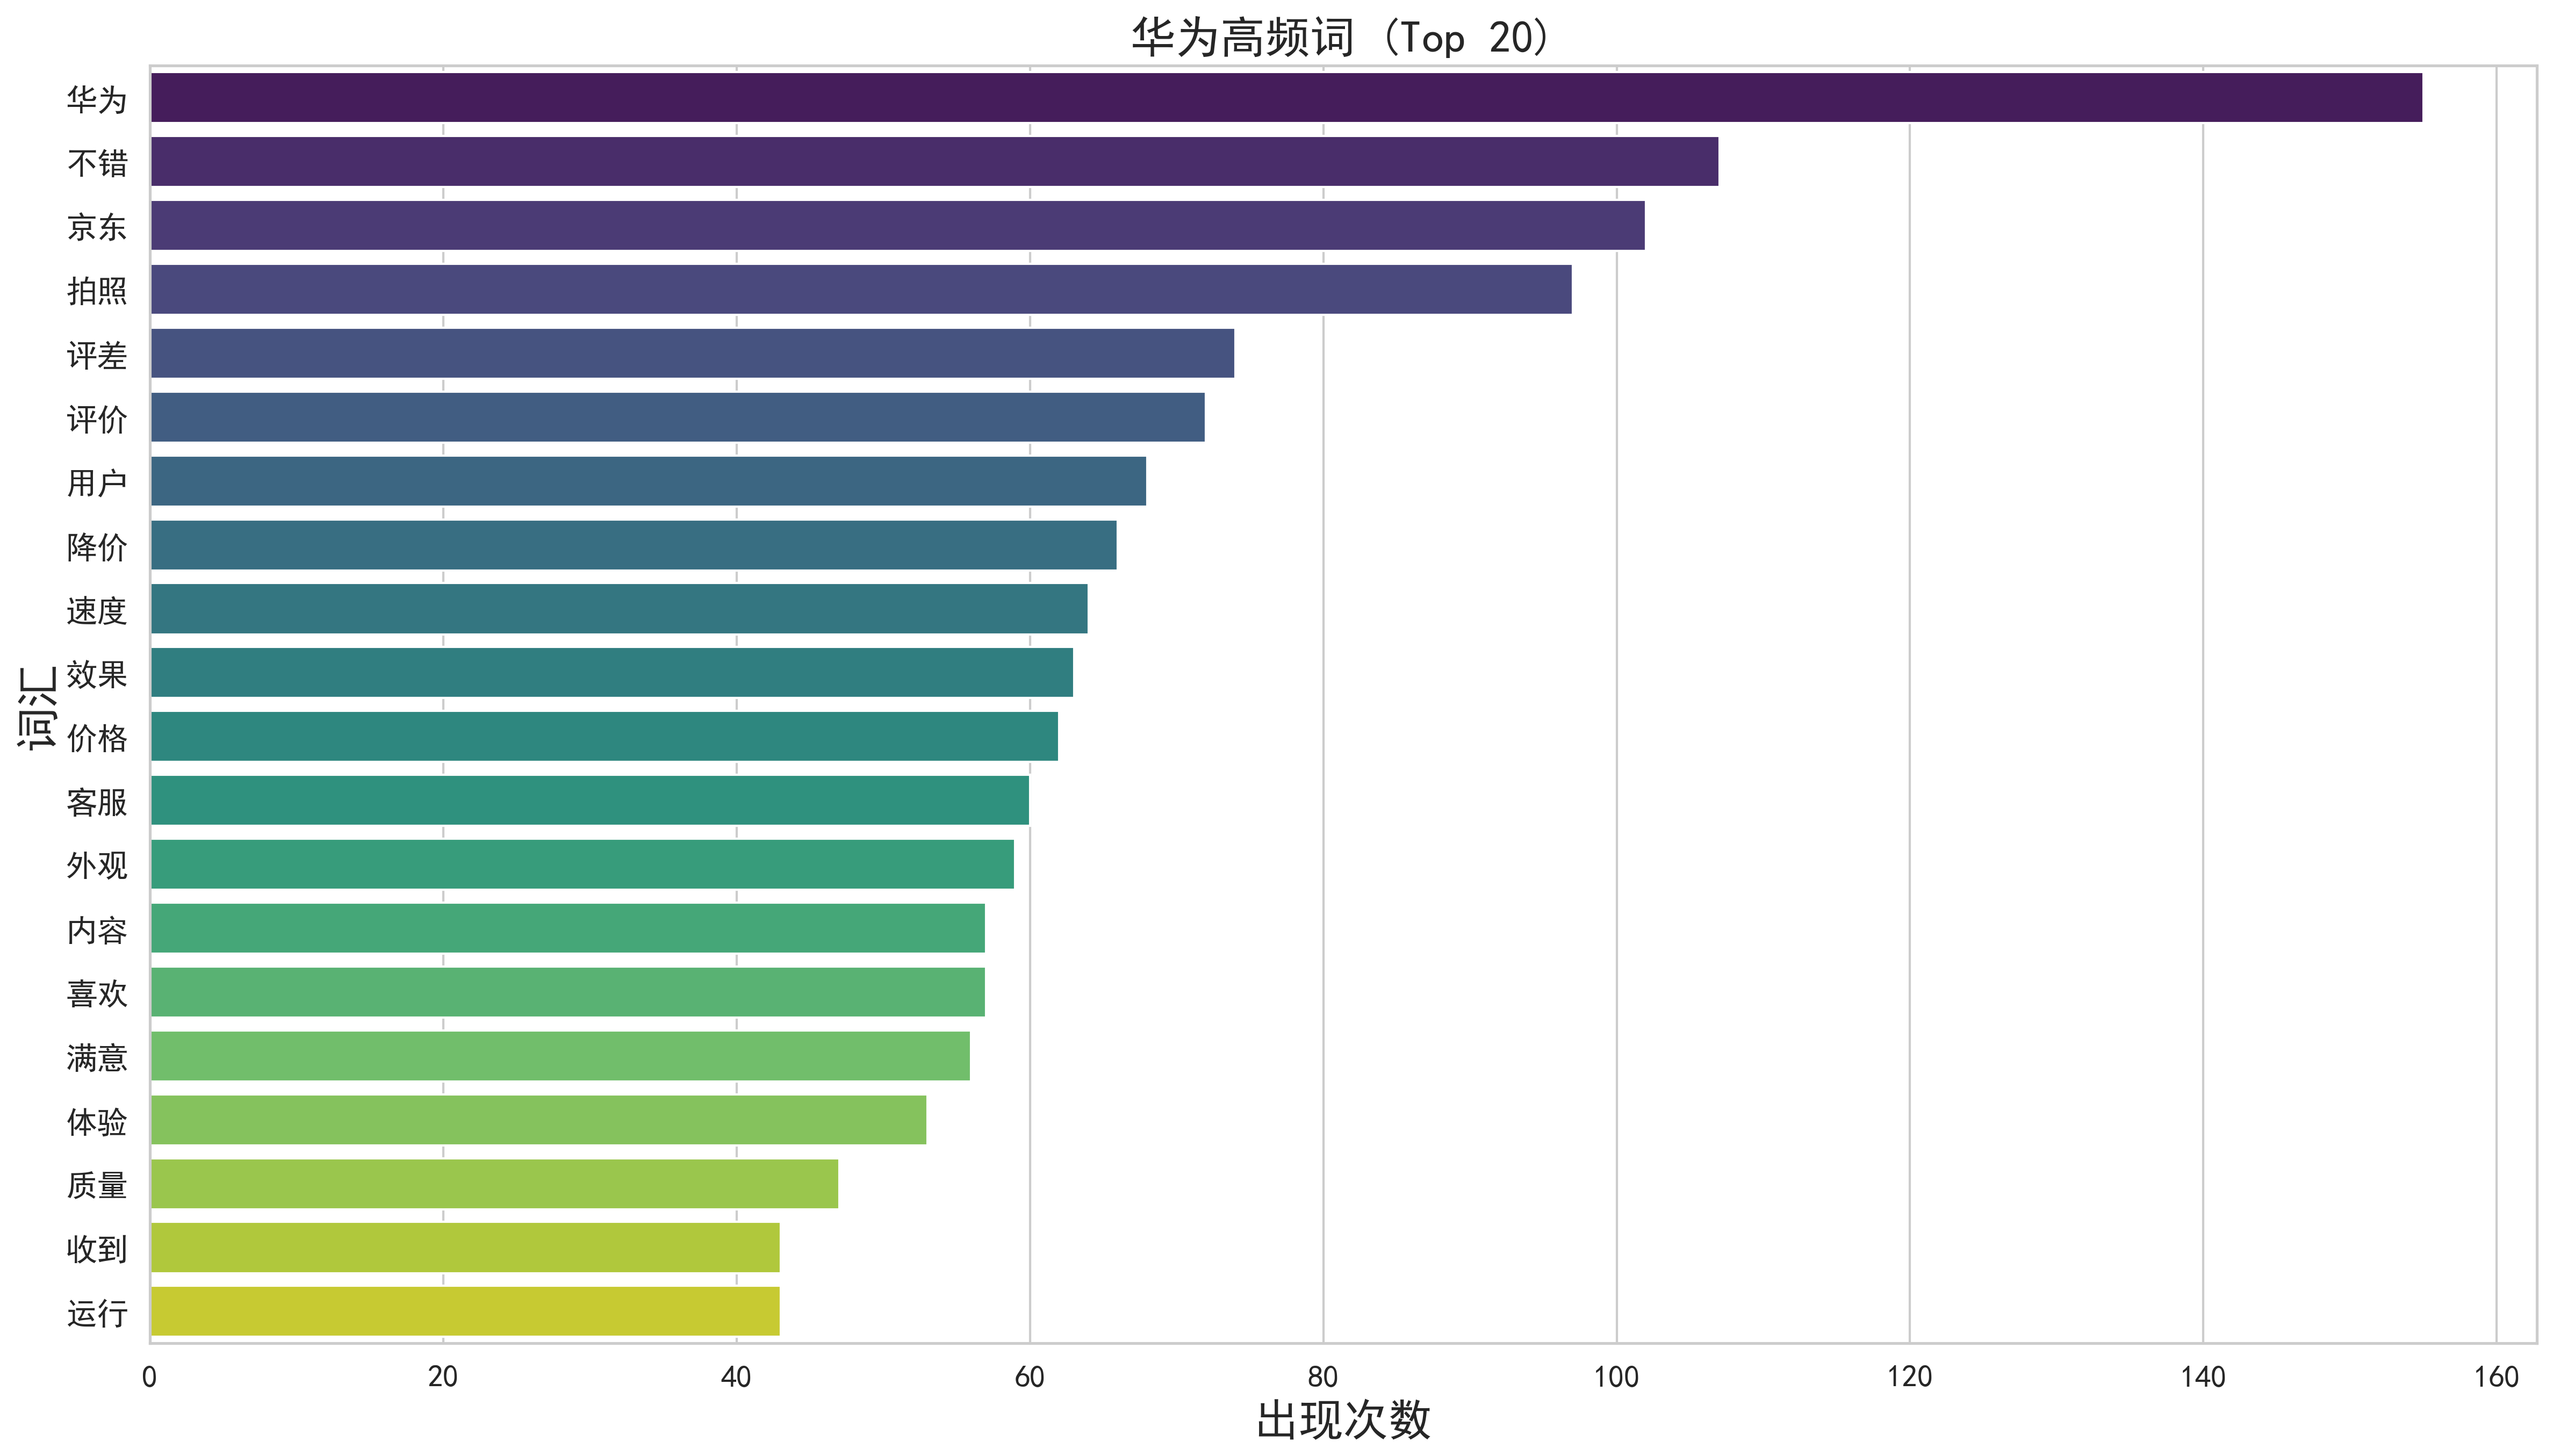 华为高频词 (Top 20)
华为
不错
京东
拍照
评差
评价
用户
降价
速度
效果
价格
客服
外观
内容
喜欢
满意
体验
质量
收到
运行
词汇
0 20 40 60 80 100 120 140 160
出现次数